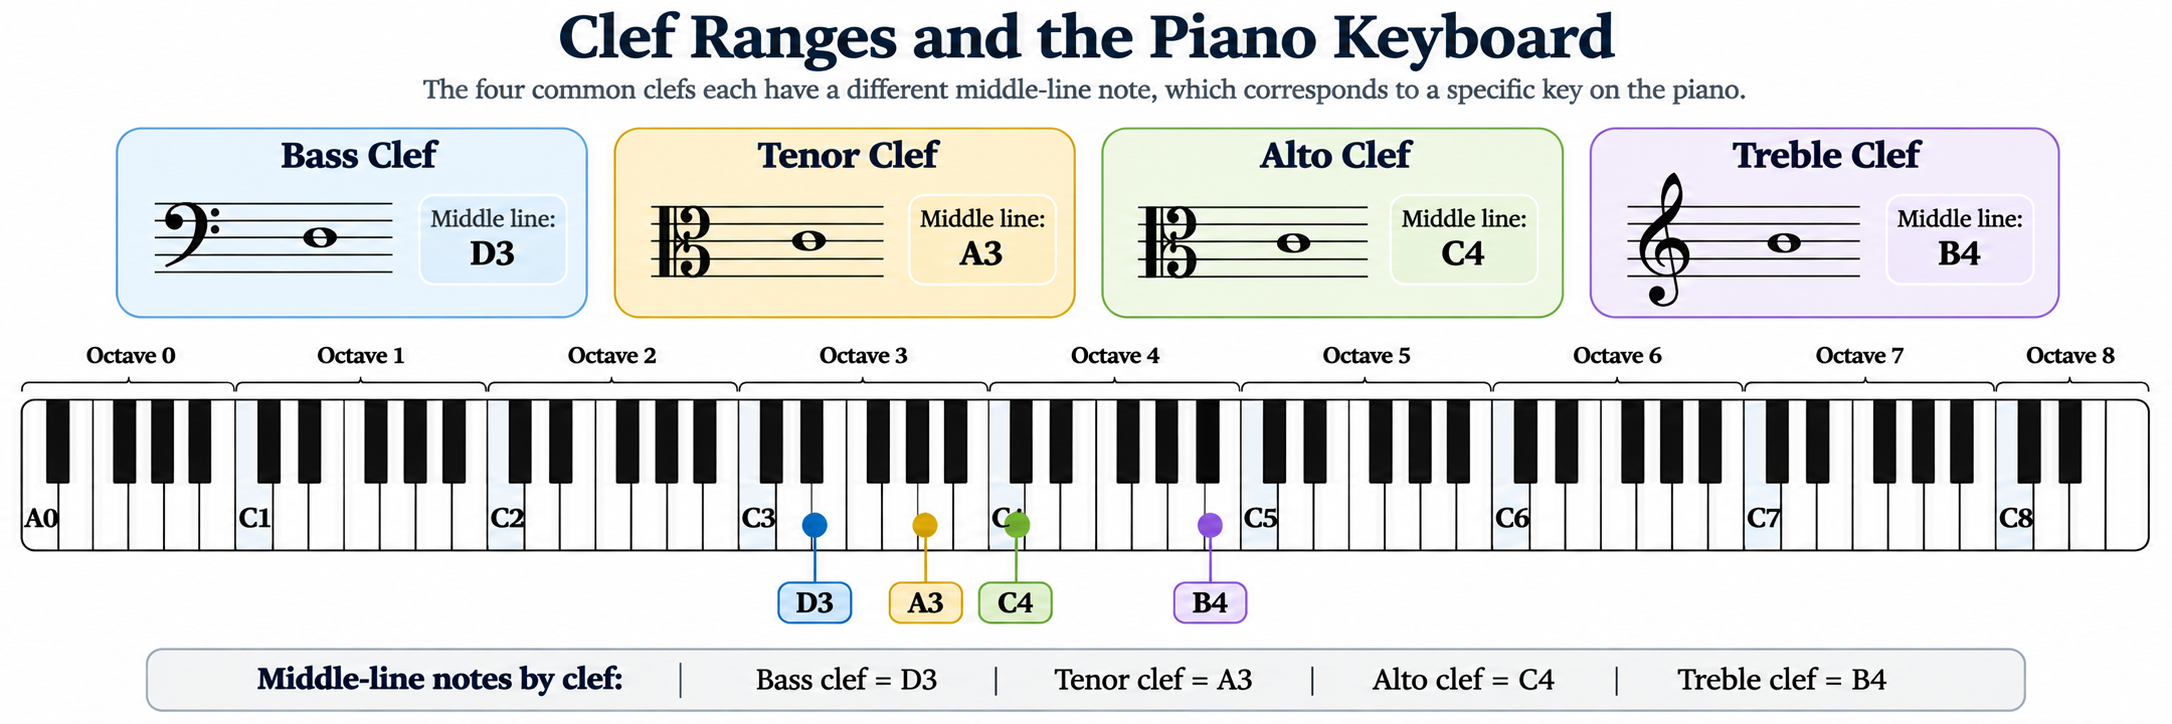 Clef Ranges and the Piano Keyboard
The four common clefs each have a different middle-line note, which corresponds to a specific key on the piano.
Bass Clef
Middle line:
D3
Tenor Clef
Middle line:
A3
Alto Clef
Middle line:
C4
Treble Clef
Middle line:
B4
Octave 0 Octave 1 Octave 2 Octave 3 Octave 4 Octave 5 Octave 6 Octave 7 Octave 8
A0 C1 C2 C3 C C5 C6 C7 C8
D3 A3 C4 B4
Middle-line notes by clef: | Bass clef = D3 | Tenor clef = A3 | Alto clef = C4 | Treble clef = B4